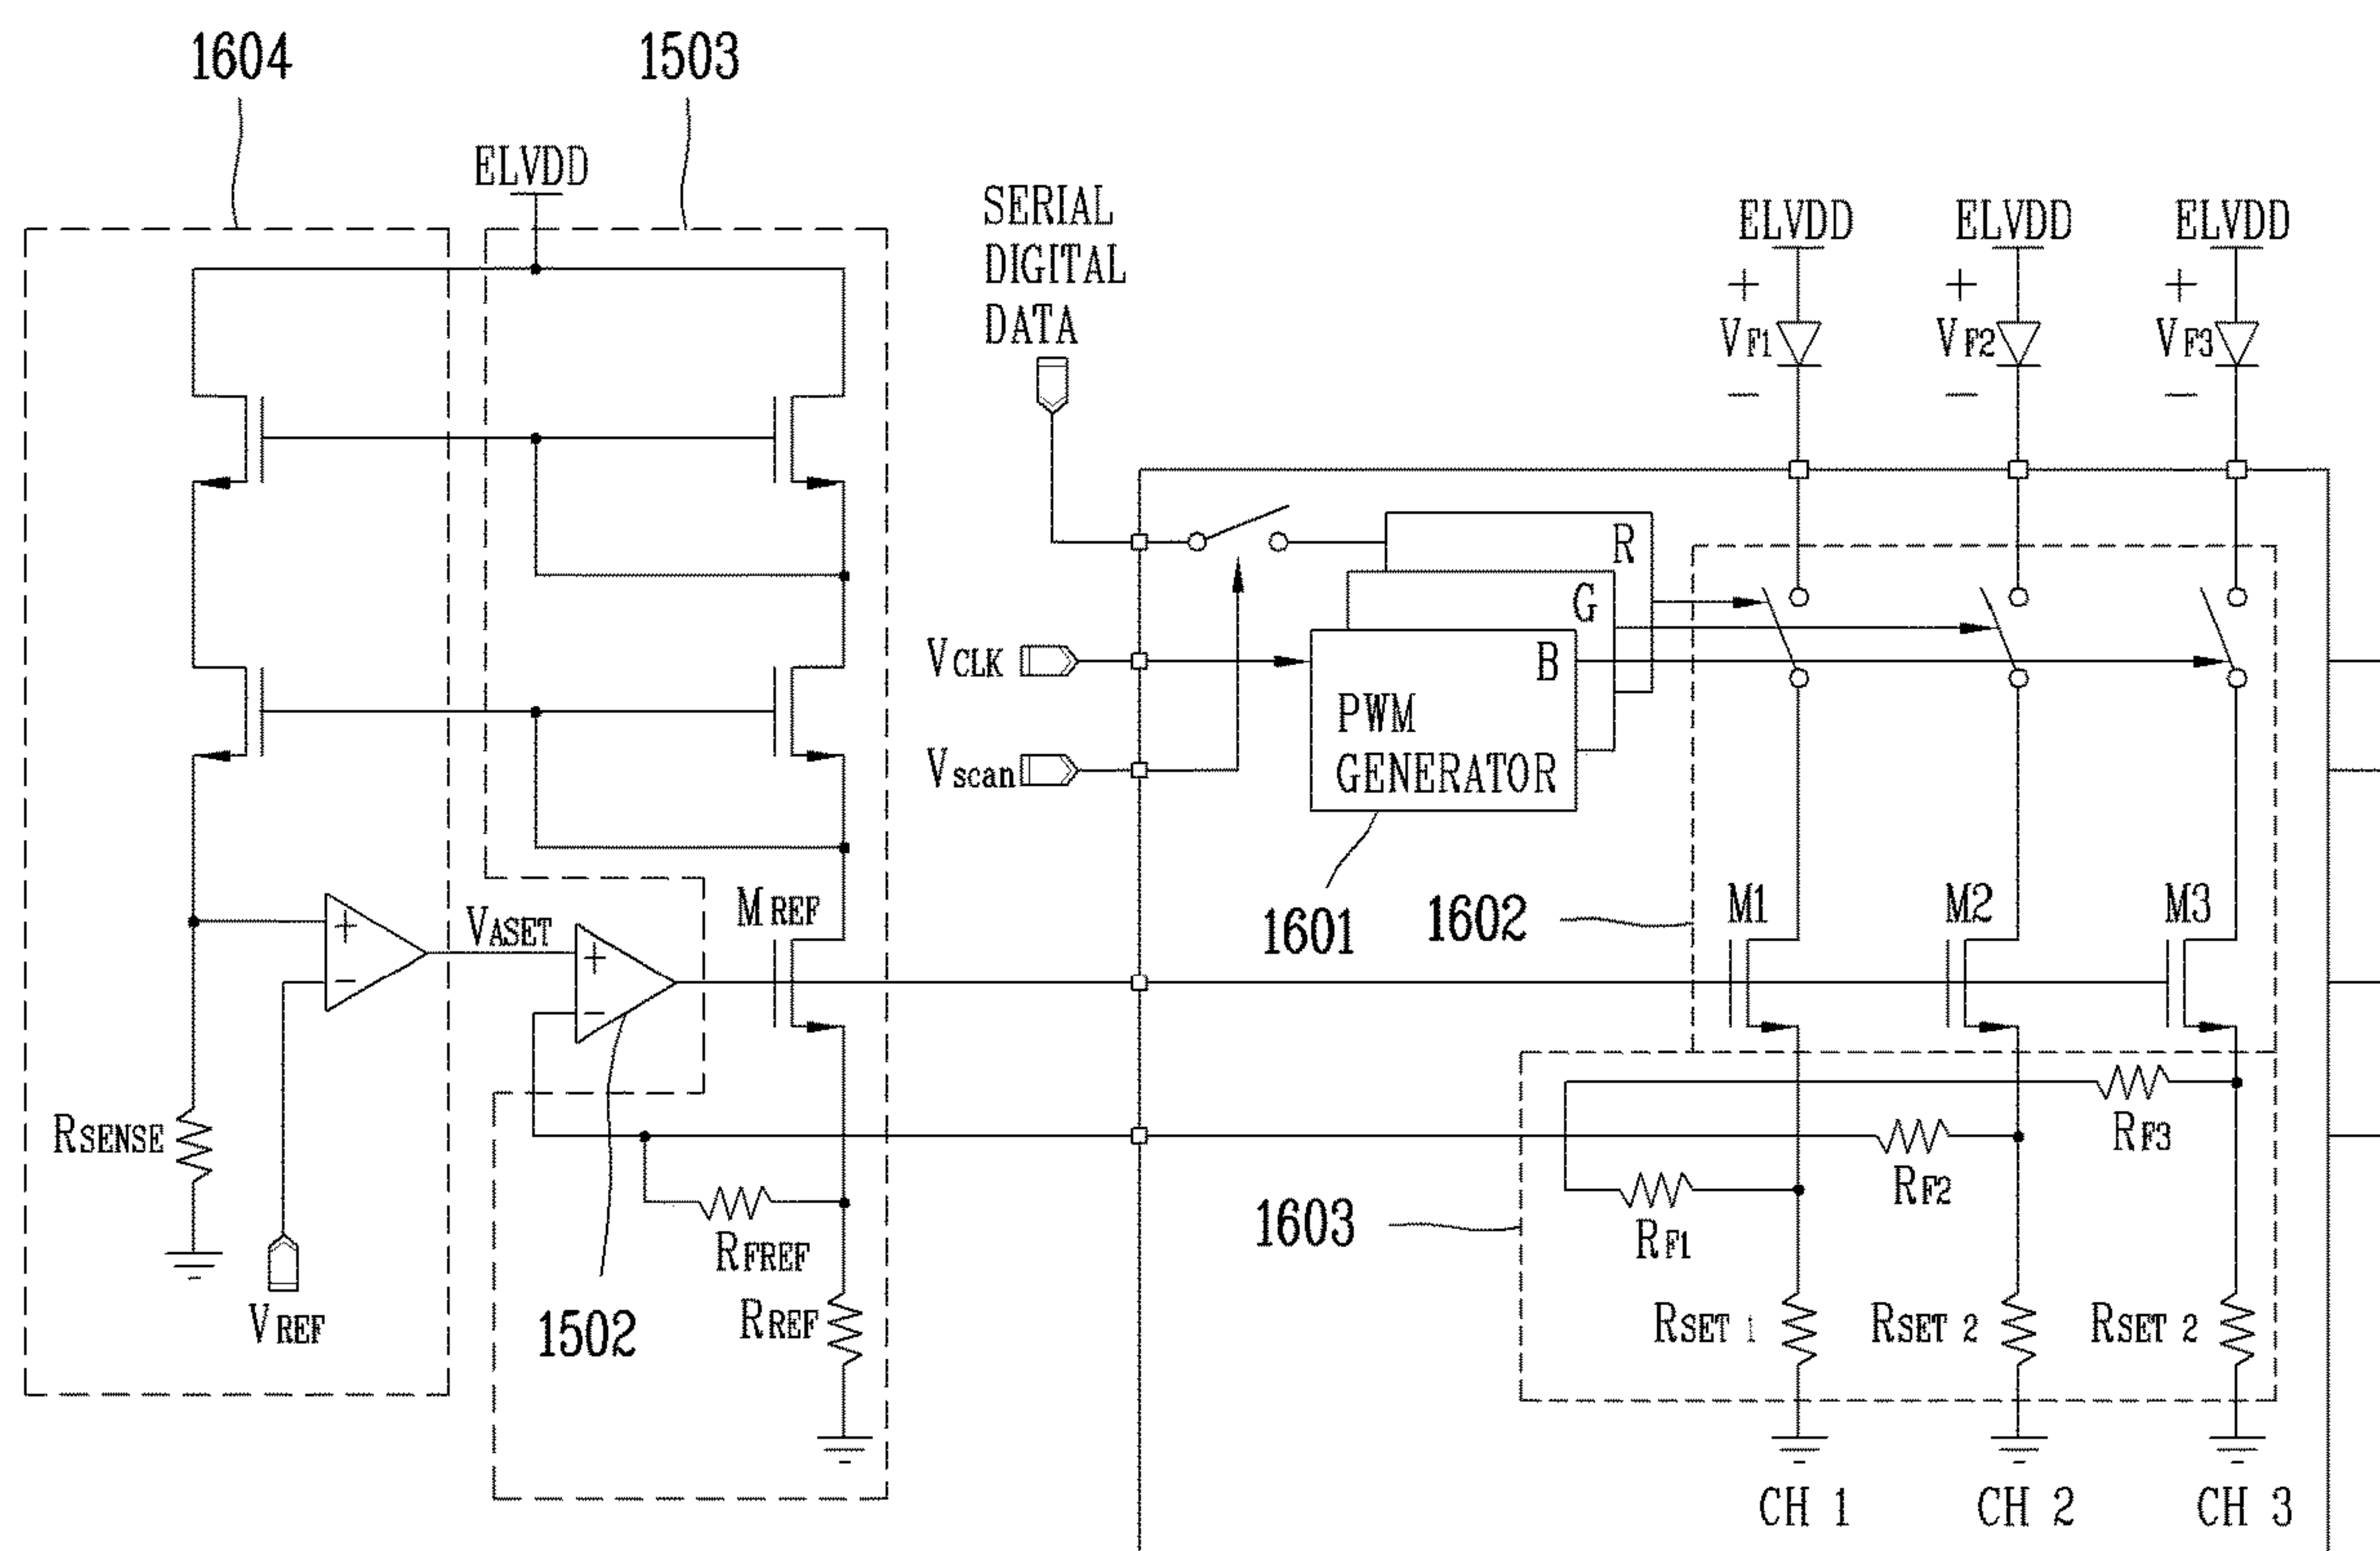 1604
1503
ELVDD
SERIAL
DIGITAL
DATA
ELVDD
ELVDD
ELVDD
+
+
+
VF1
VF2
VF3
−
−
−
R
G
B
VCLK
PWM
GENERATOR
Vscan
1601
1602
M1
M2
M3
MREF
VASET
+
−
+
−
RSENSE
RF3
RF2
RF1
1603
RFREF
VREF
1502
RREF
RSET 1
RSET 2
RSET 2
CH 1
CH 2
CH 3